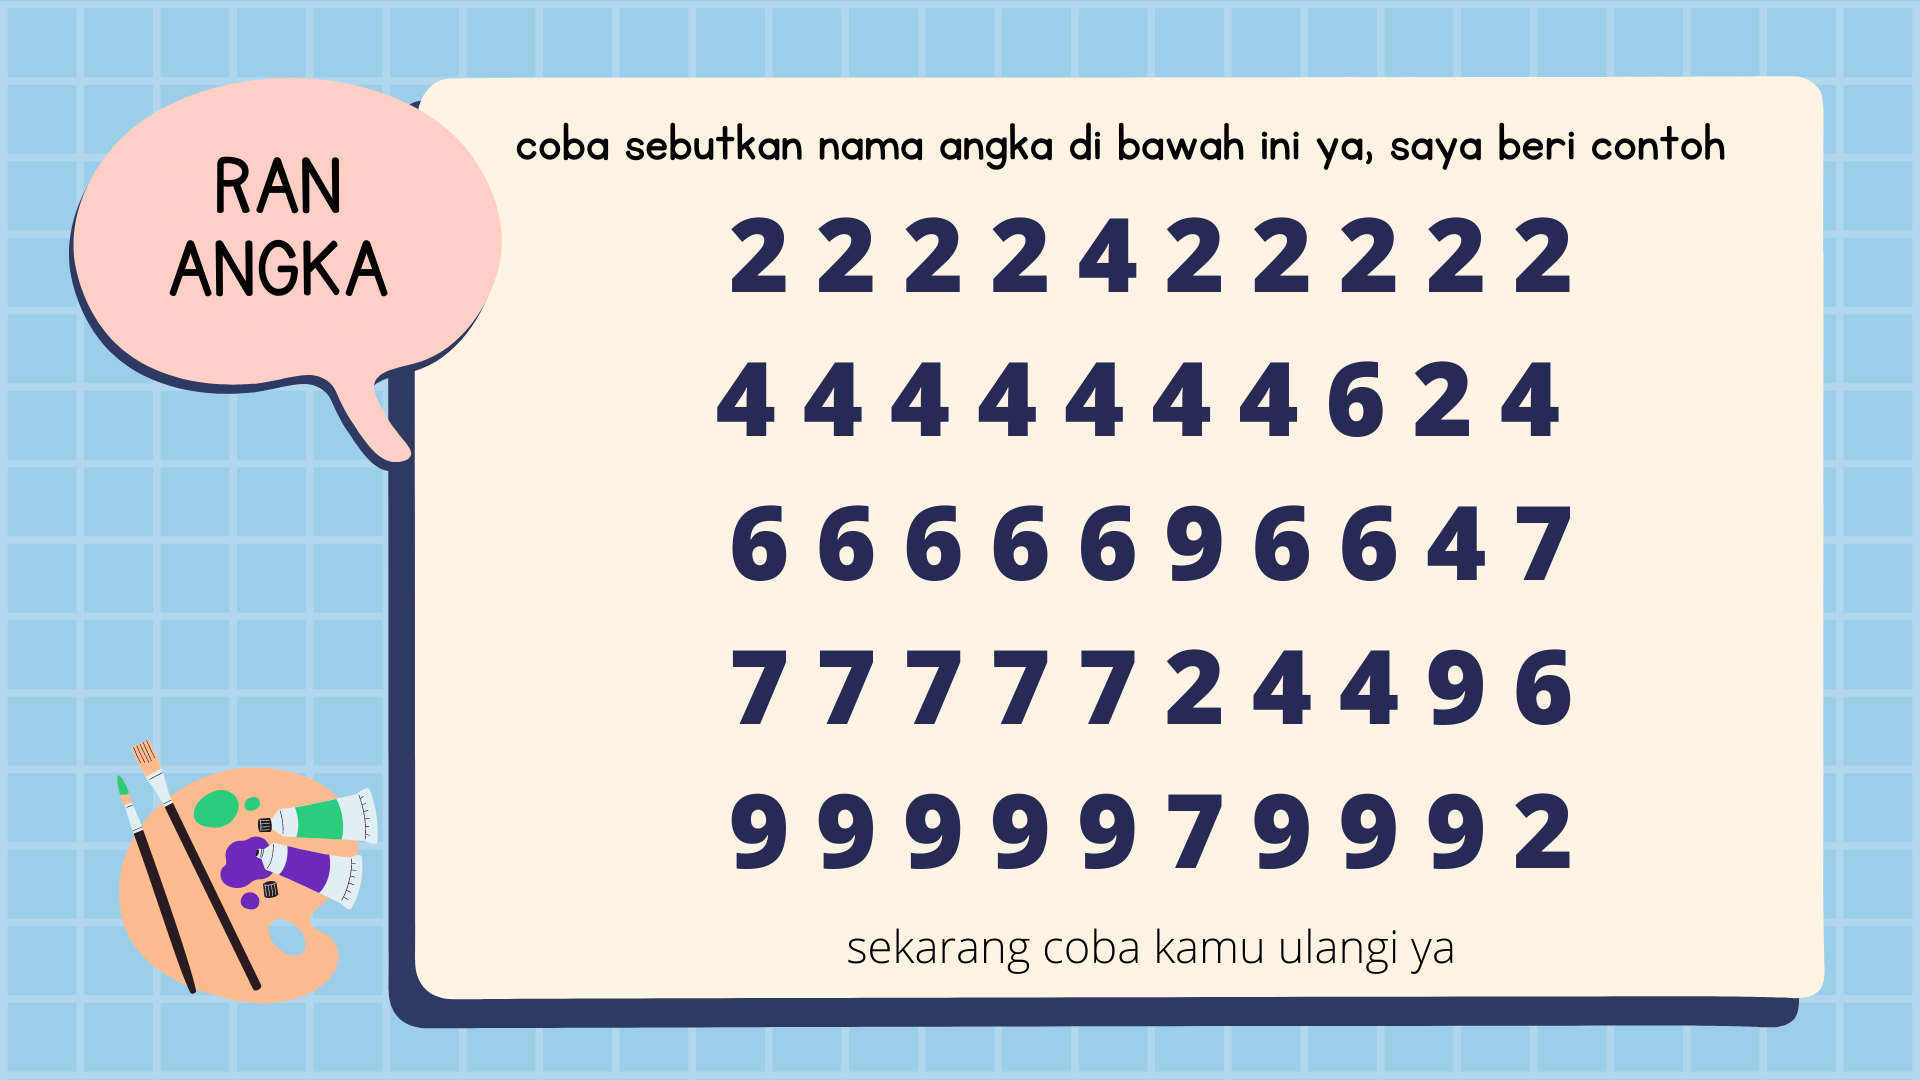 RAN
ANGKA
coba sebutkan nama angka di bawah ini ya, saya beri contoh
2 2 2 2 4 2 2 2 2 2
4 4 4 4 4 4 4 6 2 4
6 6 6 6 6 9 6 6 4 7
7 7 7 7 7 2 4 4 9 6
9 9 9 9 9 7 9 9 9 2
sekarang coba kamu ulangi ya